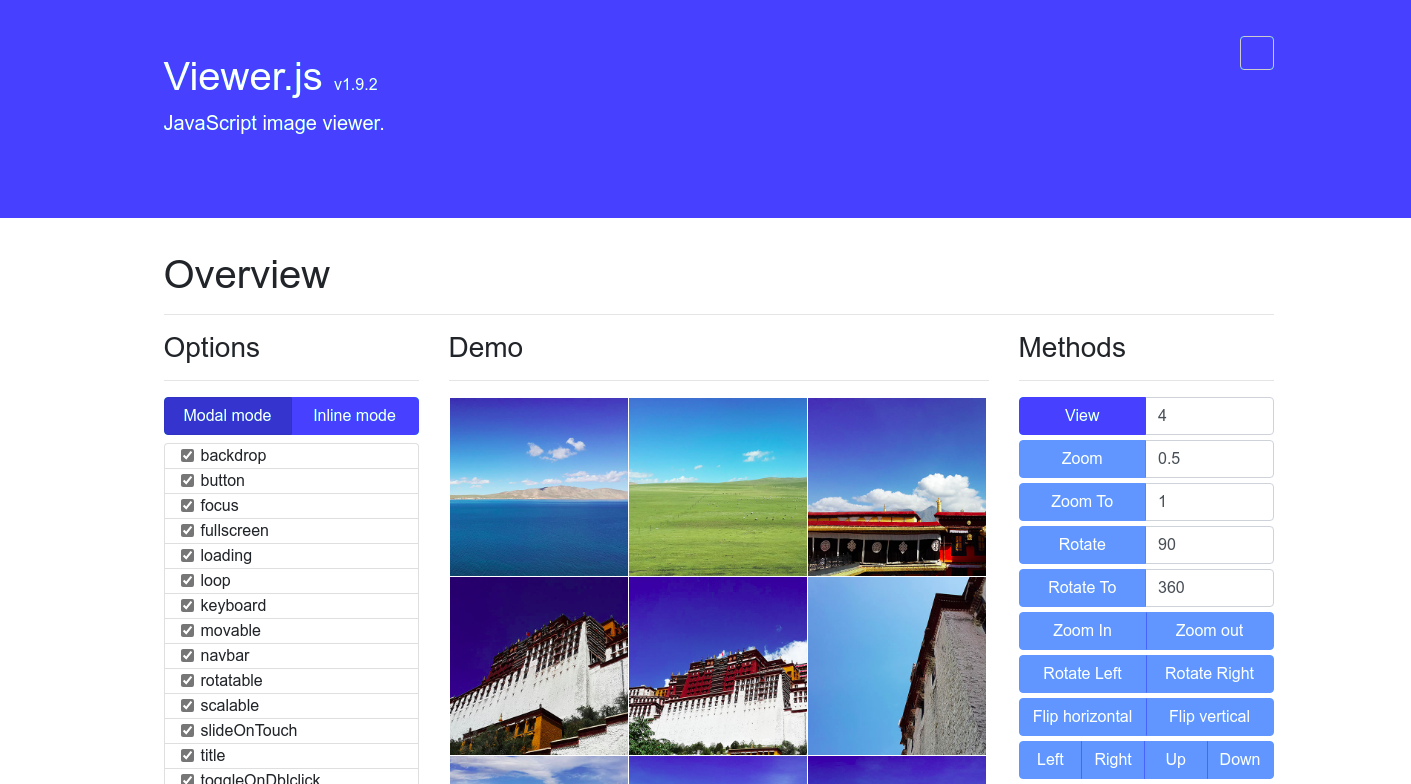 Viewer.js v1.9.2
JavaScript image viewer.
Overview
Options
Modal mode Inline mode
backdrop
button
focus
fullscreen
loading
loop
keyboard
movable
navbar
rotatable
scalable
slideOnTouch
title
toggleOnDblclick
Demo
Methods
View 4
Zoom 0.5
Zoom To 1
Rotate 90
Rotate To 360
Zoom In Zoom out
Rotate Left Rotate Right
Flip horizontal Flip vertical
Left Right Up Down